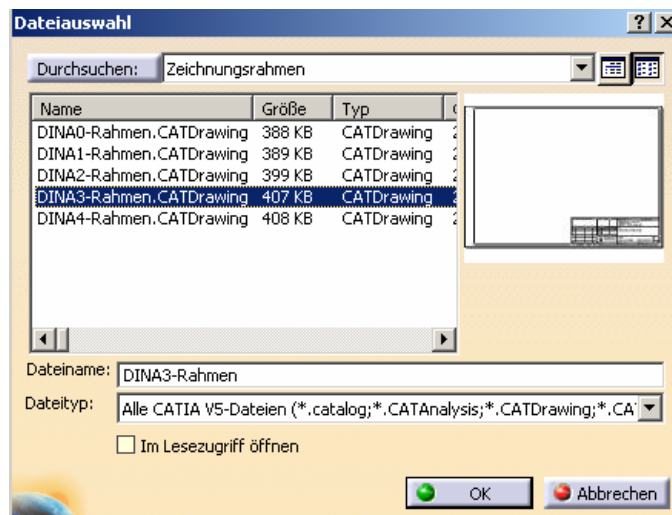 Dateiauswahl
Durchsuchen: Zeichnungsrahmen
Name Größe Typ
DINA0-Rahmen.CATDrawing 388 KB CATDrawing
DINA1-Rahmen.CATDrawing 389 KB CATDrawing
DINA2-Rahmen.CATDrawing 399 KB CATDrawing
DINA3-Rahmen.CATDrawing 407 KB CATDrawing
DINA4-Rahmen.CATDrawing 408 KB CATDrawing
Dateiname: DINA3-Rahmen
Dateityp: Alle CATIA V5-Dateien (*.catalog;*.CATAnalysis;*.CATDrawing;*.CA
Im Lesezugriff öffnen
OK Abbrechen